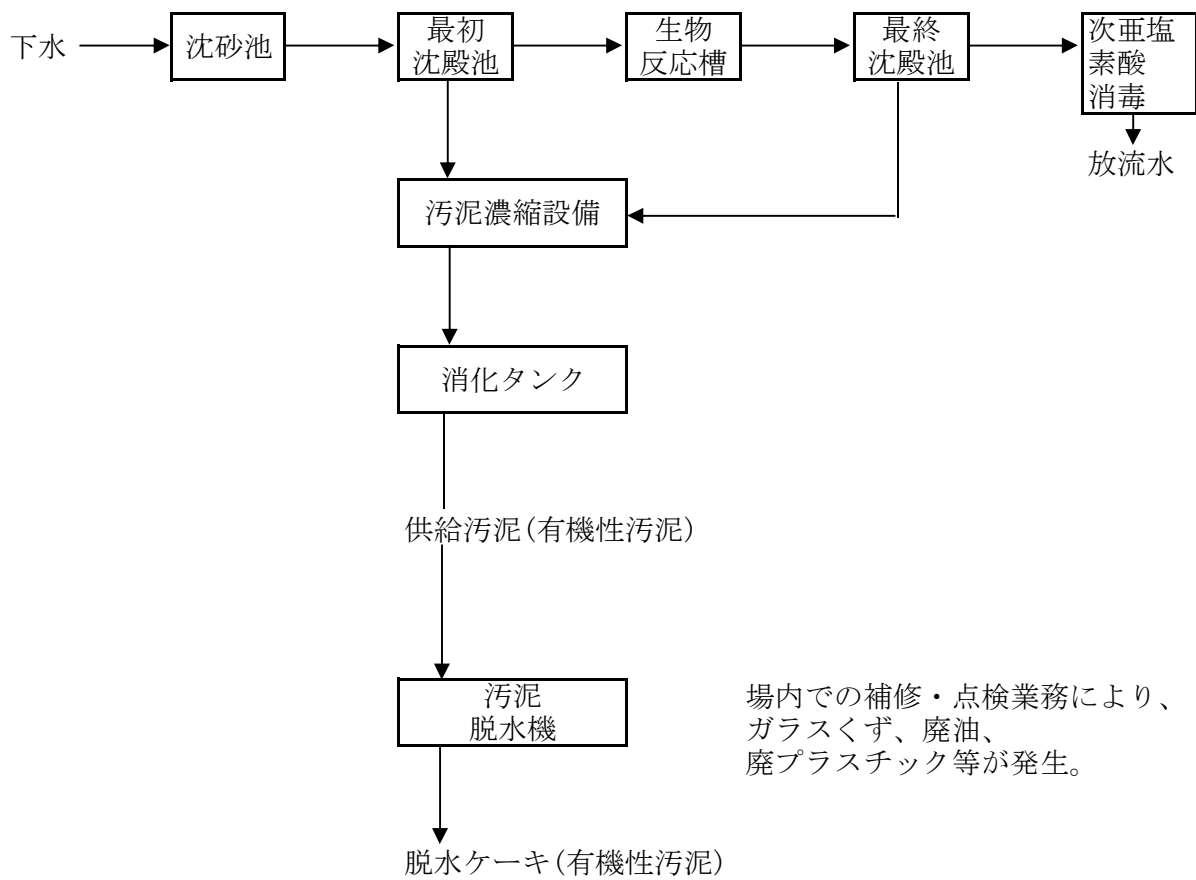 下水
沈砂池
最初
沈殿池
生物
反応槽
最終
沈殿池
次亜塩
素酸
消毒
放流水
汚泥濃縮設備
消化タンク
供給汚泥(有機性汚泥)
汚泥
脱水機
場内での補修・点検業務により、
ガラスくず、廃油、
廃プラスチック等が発生。
脱水ケーキ(有機性汚泥)